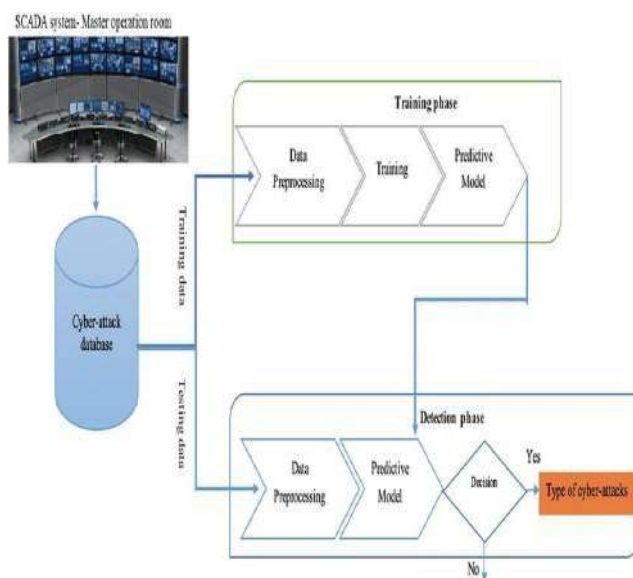 SCADA system- Master operation room
Training phase
Data
Preprocessing
Training
Predictive
Model
Training data
Cyber-attack
database
Testing data
Detection phase
Data
Preprocessing
Predictive
Model
Decision
Yes
Type of cyber-attacks
No